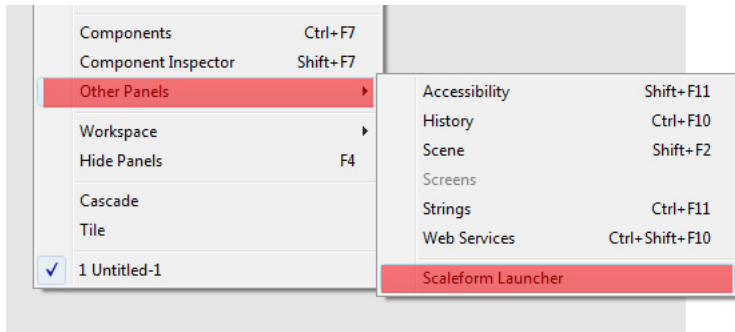 Components Ctrl+F7
Component Inspector Shift+F7
Other Panels
Workspace
Hide Panels F4
Cascade
Tile
1 Untitled-1
Accessibility Shift+F11
History Ctrl+F10
Scene Shift+F2
Screens
Strings Ctrl+F11
Web Services Ctrl+Shift+F10
Scaleform Launcher